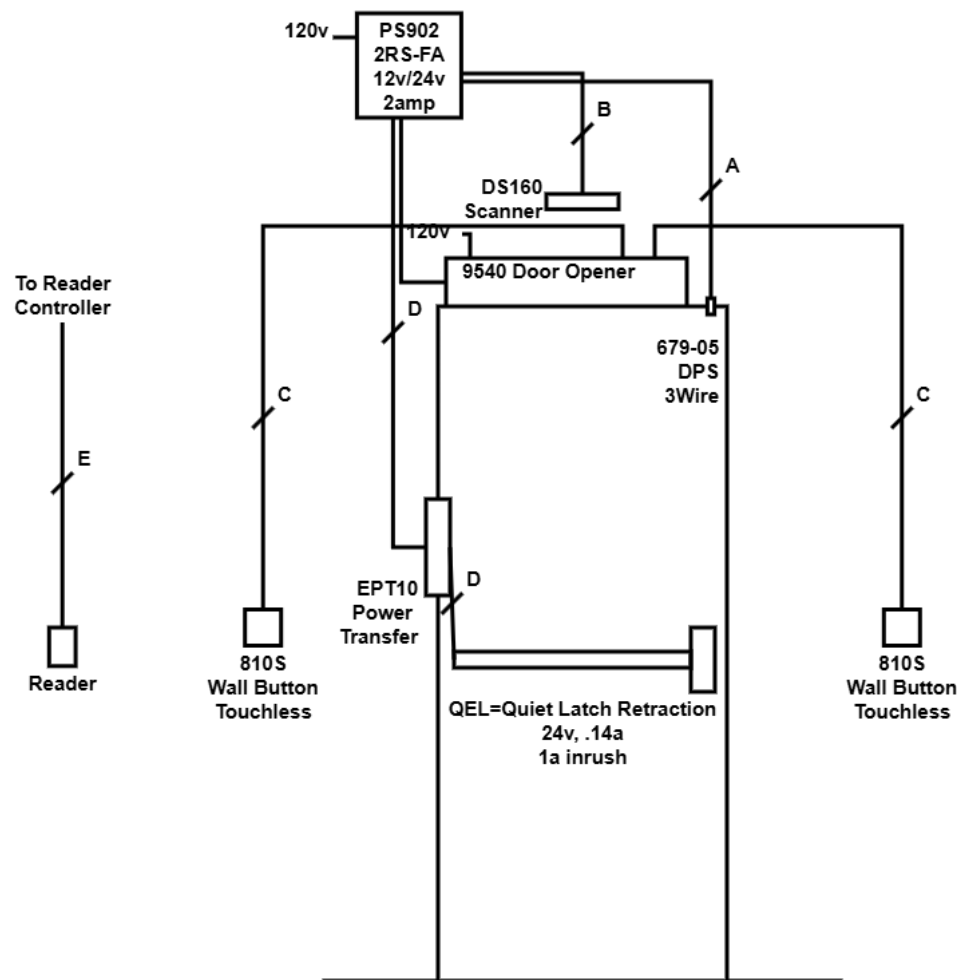 120v
PS902
2RS-FA
12v/24v
2amp
B
A
DS160
Scanner
120v
9540 Door Opener
To Reader
Controller
D
679-05
DPS
3Wire
C
C
E
EPT10
Power
Transfer
D
Reader
810S
Wall Button
Touchless
810S
Wall Button
Touchless
QEL=Quiet Latch Retraction
24v, .14a
1a inrush